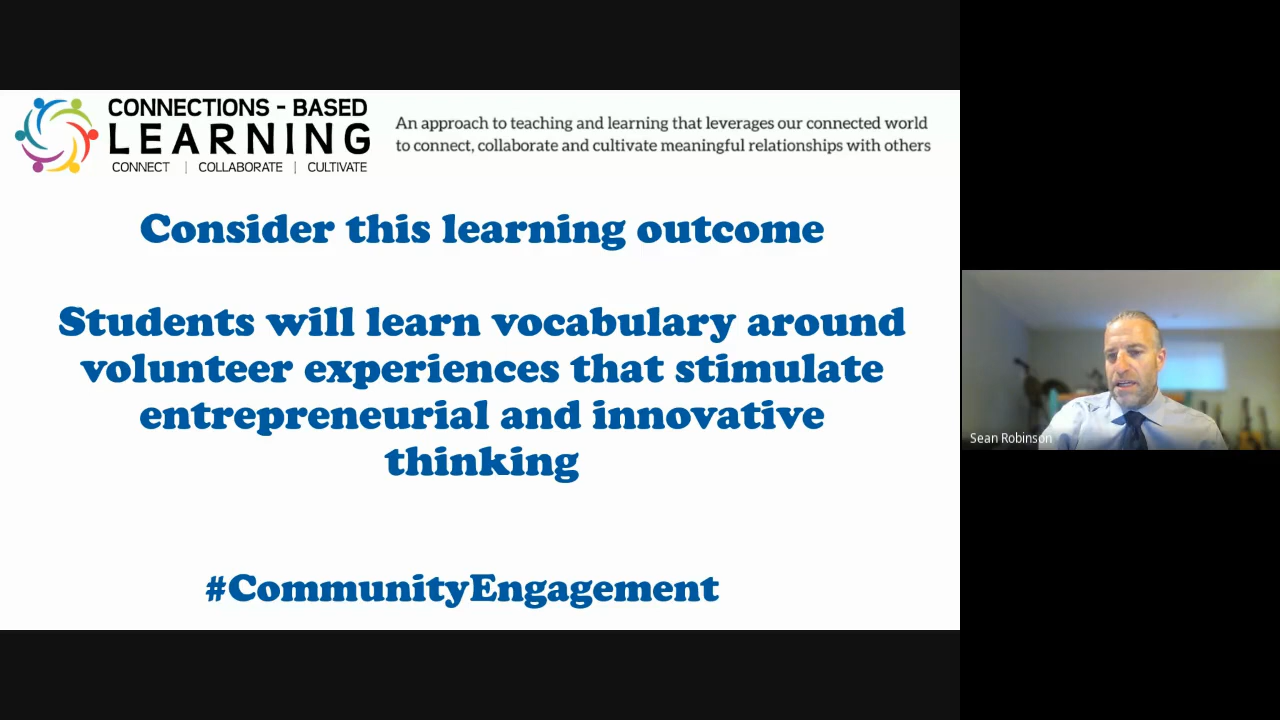 CONNECTIONS - BASED
LEARNING
CONNECT | COLLABORATE | CULTIVATE
An approach to teaching and learning that leverages our connected world
to connect, collaborate and cultivate meaningful relationships with others
Consider this learning outcome
Students will learn vocabulary around
volunteer experiences that stimulate
entrepreneurial and innovative
thinking
#CommunityEngagement
Sean Robinson